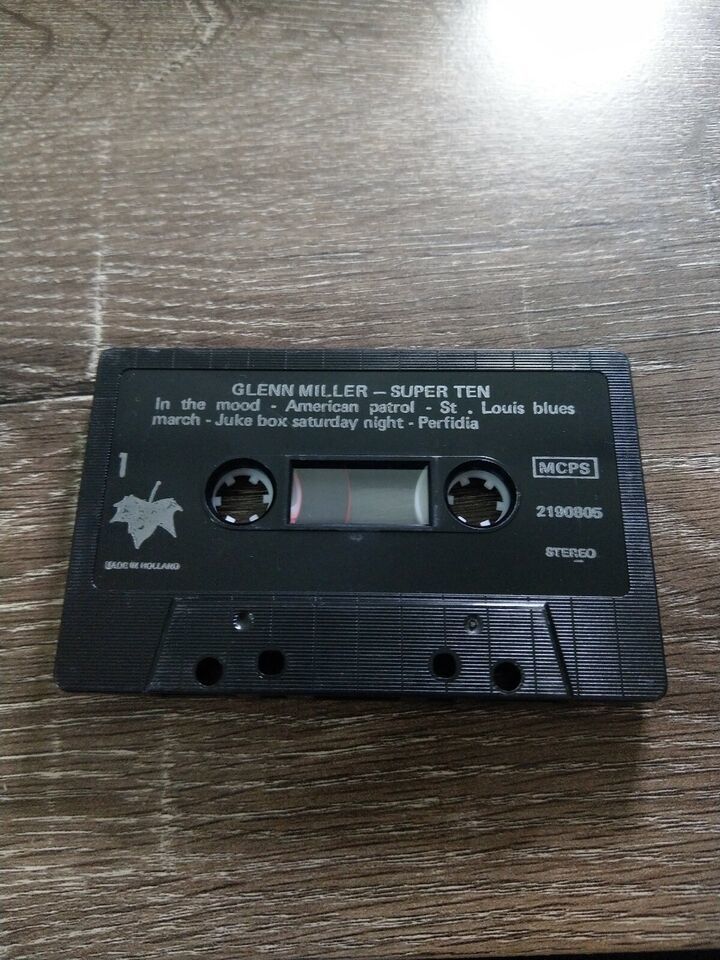 GLENN MILLER – SUPER TEN
In the mood - American patrol - St . Louis blues
march - Juke box saturday night - Perfidia
1
MCPS
2190805
STEREO
MADE IN HOLLAND